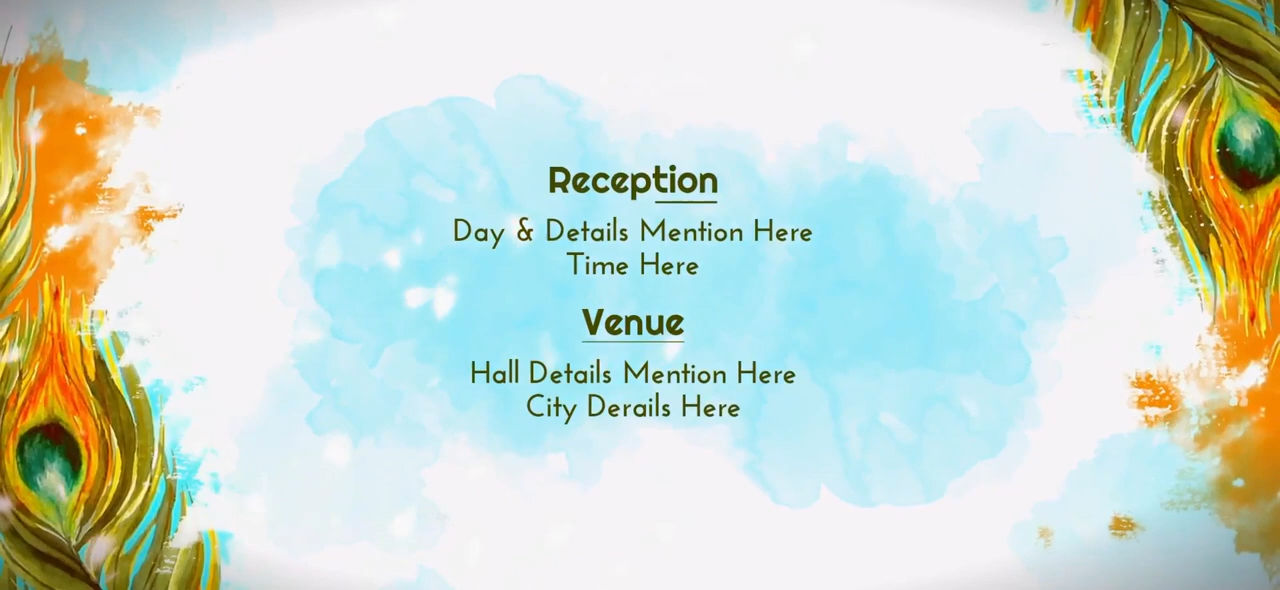 Reception
Day & Details Mention Here
Time Here
Venue
Hall Details Mention Here
City Derails Here